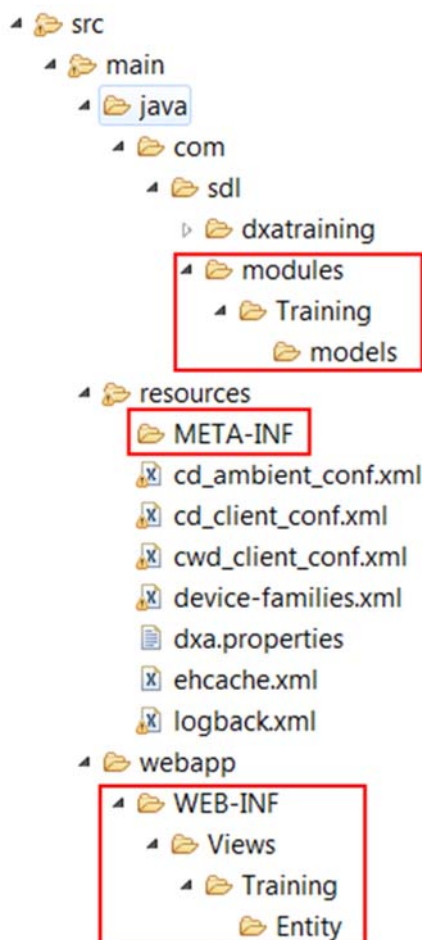 src
main
java
com
sdl
dxatraining
modules
Training
models
resources
META-INF
cd_ambient_conf.xml
cd_client_conf.xml
cwd_client_conf.xml
device-families.xml
dxa.properties
ehcache.xml
logback.xml
webapp
WEB-INF
Views
Training
Entity